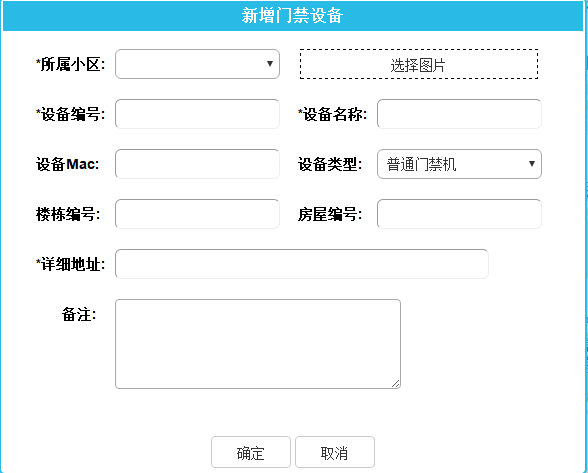 新增门禁设备
*所属小区: 选择图片
*设备编号: *设备名称:
设备Mac: 设备类型: 普通门禁机
楼栋编号: 房屋编号:
*详细地址:
备注:
确定 取消